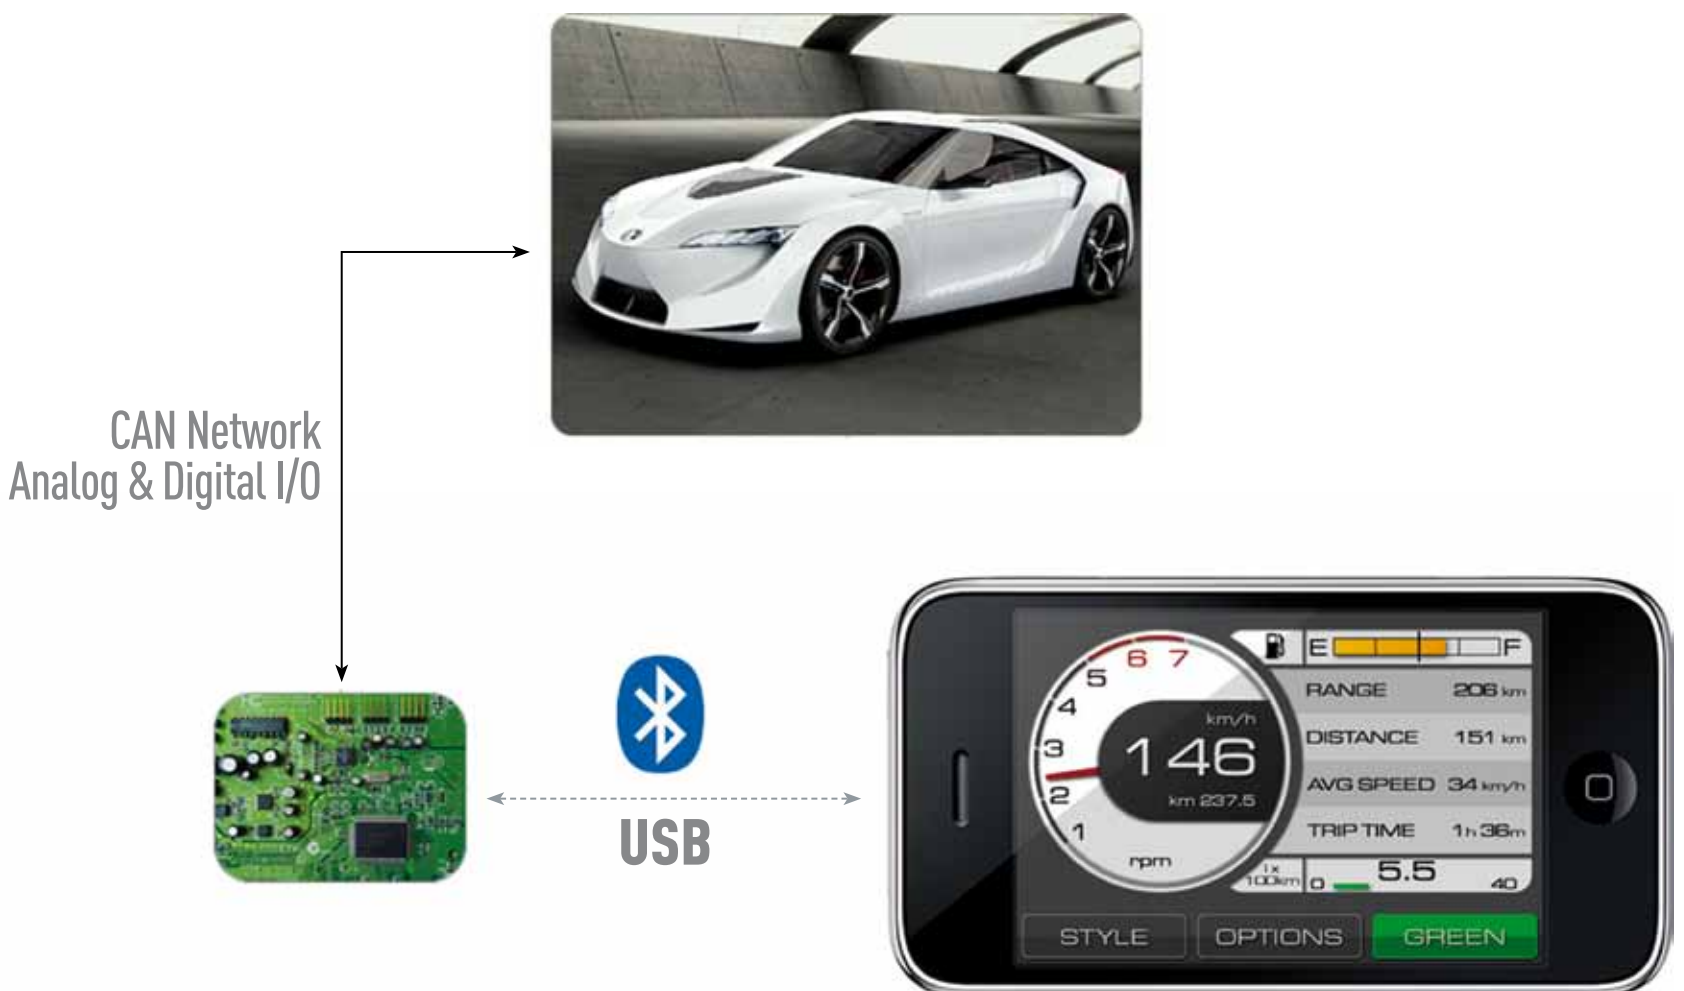 CAN Network
Analog & Digital I/O
USB
1
2
3
4
5
6
7
rpm
km/h
146
km 237.5
E F
RANGE 206 km
DISTANCE 151 km
AVG SPEED 34 km/h
TRIP TIME 1h 36m
100km
0 5.5 40
STYLE OPTIONS GREEN